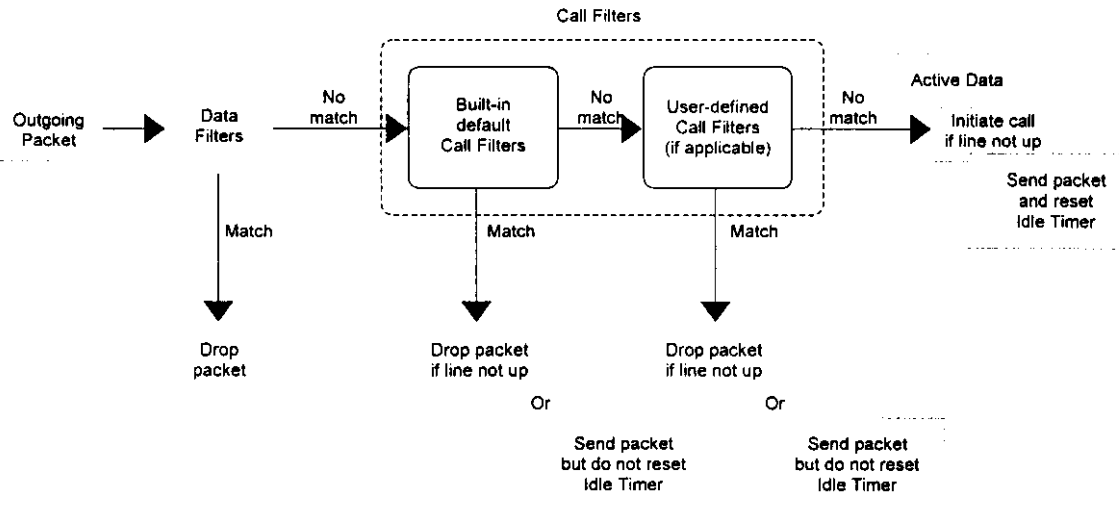 Call Filters
Active Data
Outgoing
Packet
Data
Filters
No
match
Built-in
default
Call Filters
No
match
User-defined
Call Filters
(if applicable)
No
match
Initiate call
if line not up
Send packet
and reset
Idle Timer
Match
Match
Match
Drop
packet
Drop packet
if line not up
Or
Send packet
but do not reset
Idle Timer
Drop packet
if line not up
Or
Send packet
but do not reset
Idle Timer